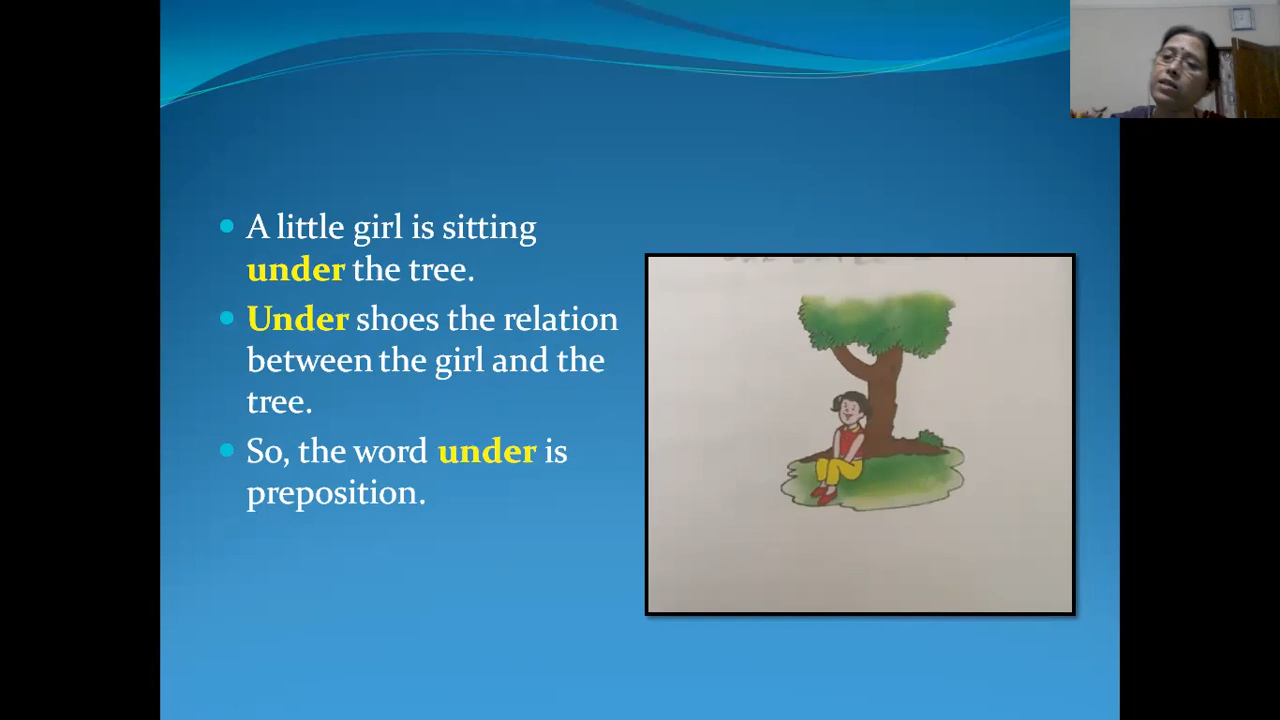 A little girl is sitting
under the tree.
Under shoes the relation
between the girl and the
tree.
So, the word under is
preposition.